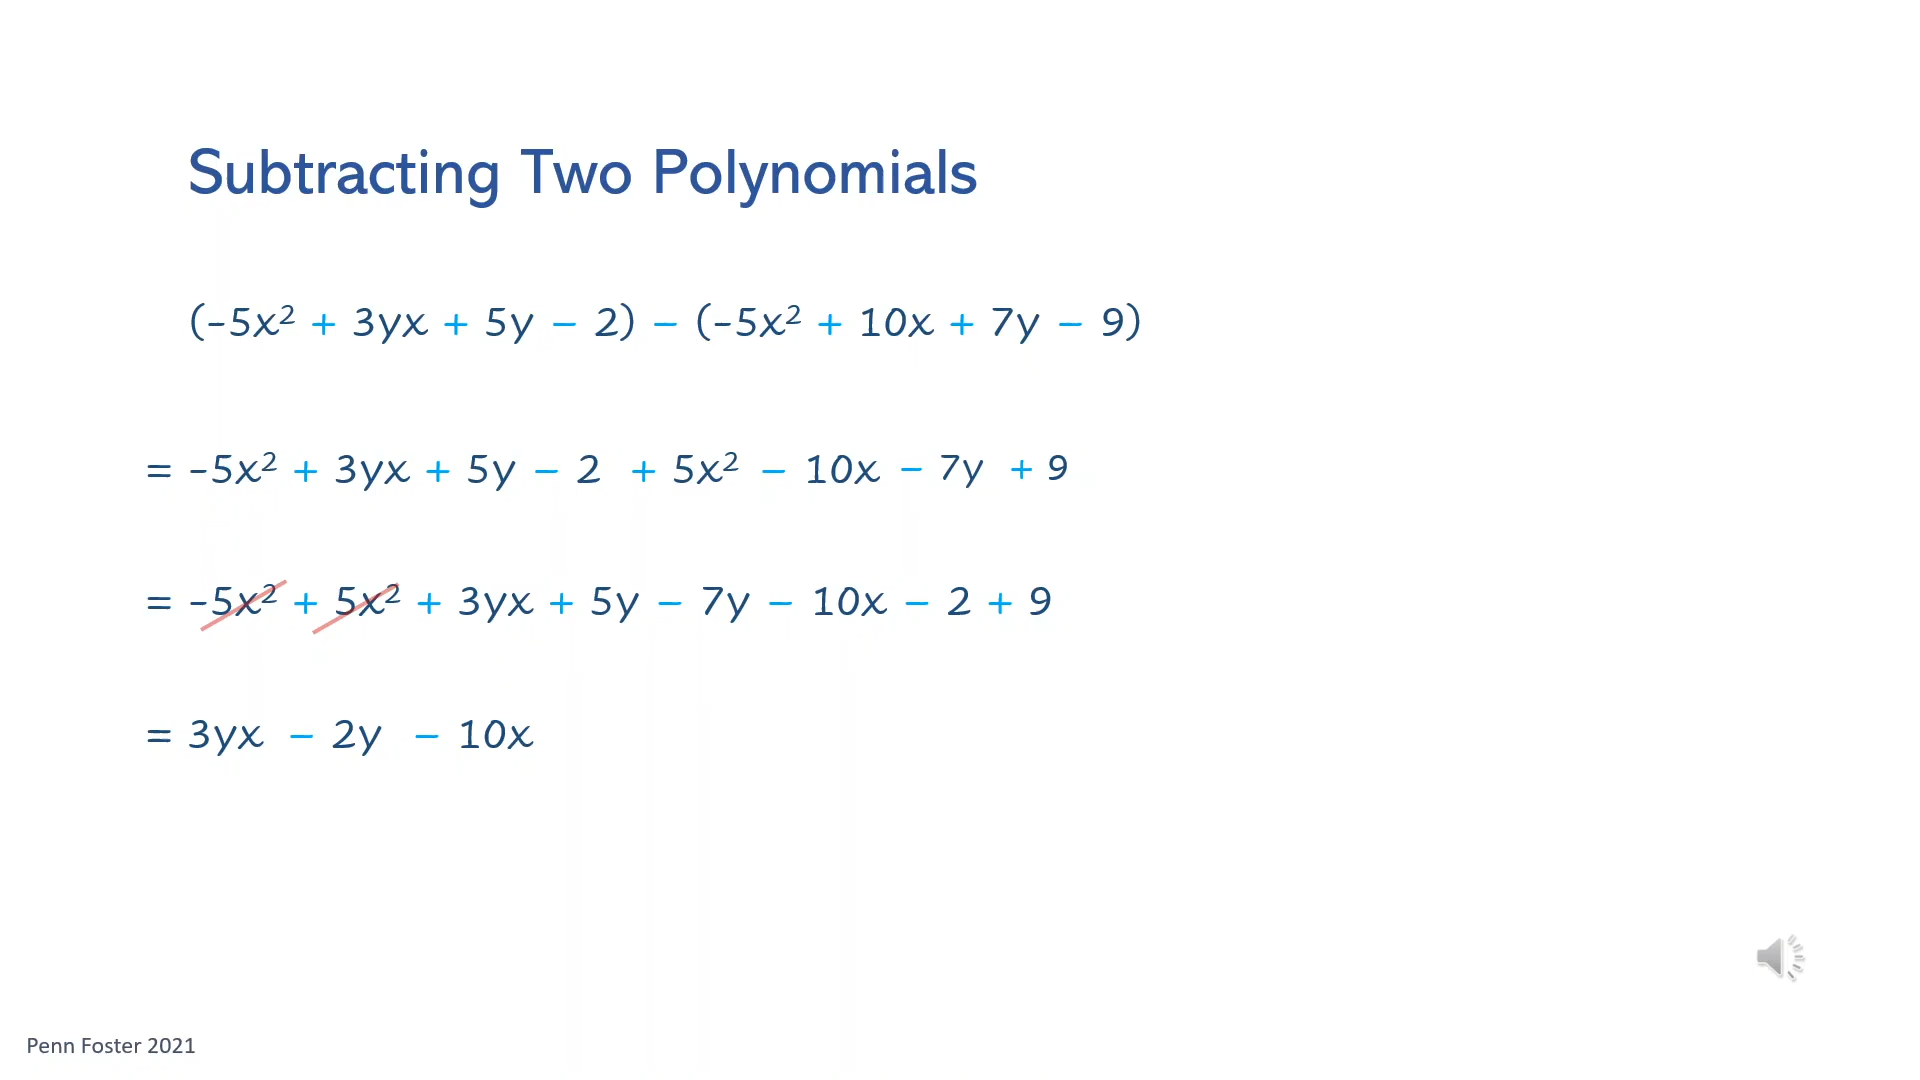 Subtracting Two Polynomials
(-5x² + 3yx + 5y – 2) – (-5x² + 10x + 7y – 9)
= -5x² + 3yx + 5y – 2 + 5x² – 10x – 7y + 9
= -5x² + 5x² + 3yx + 5y – 7y – 10x – 2 + 9
= 3yx – 2y – 10x
Penn Foster 2021